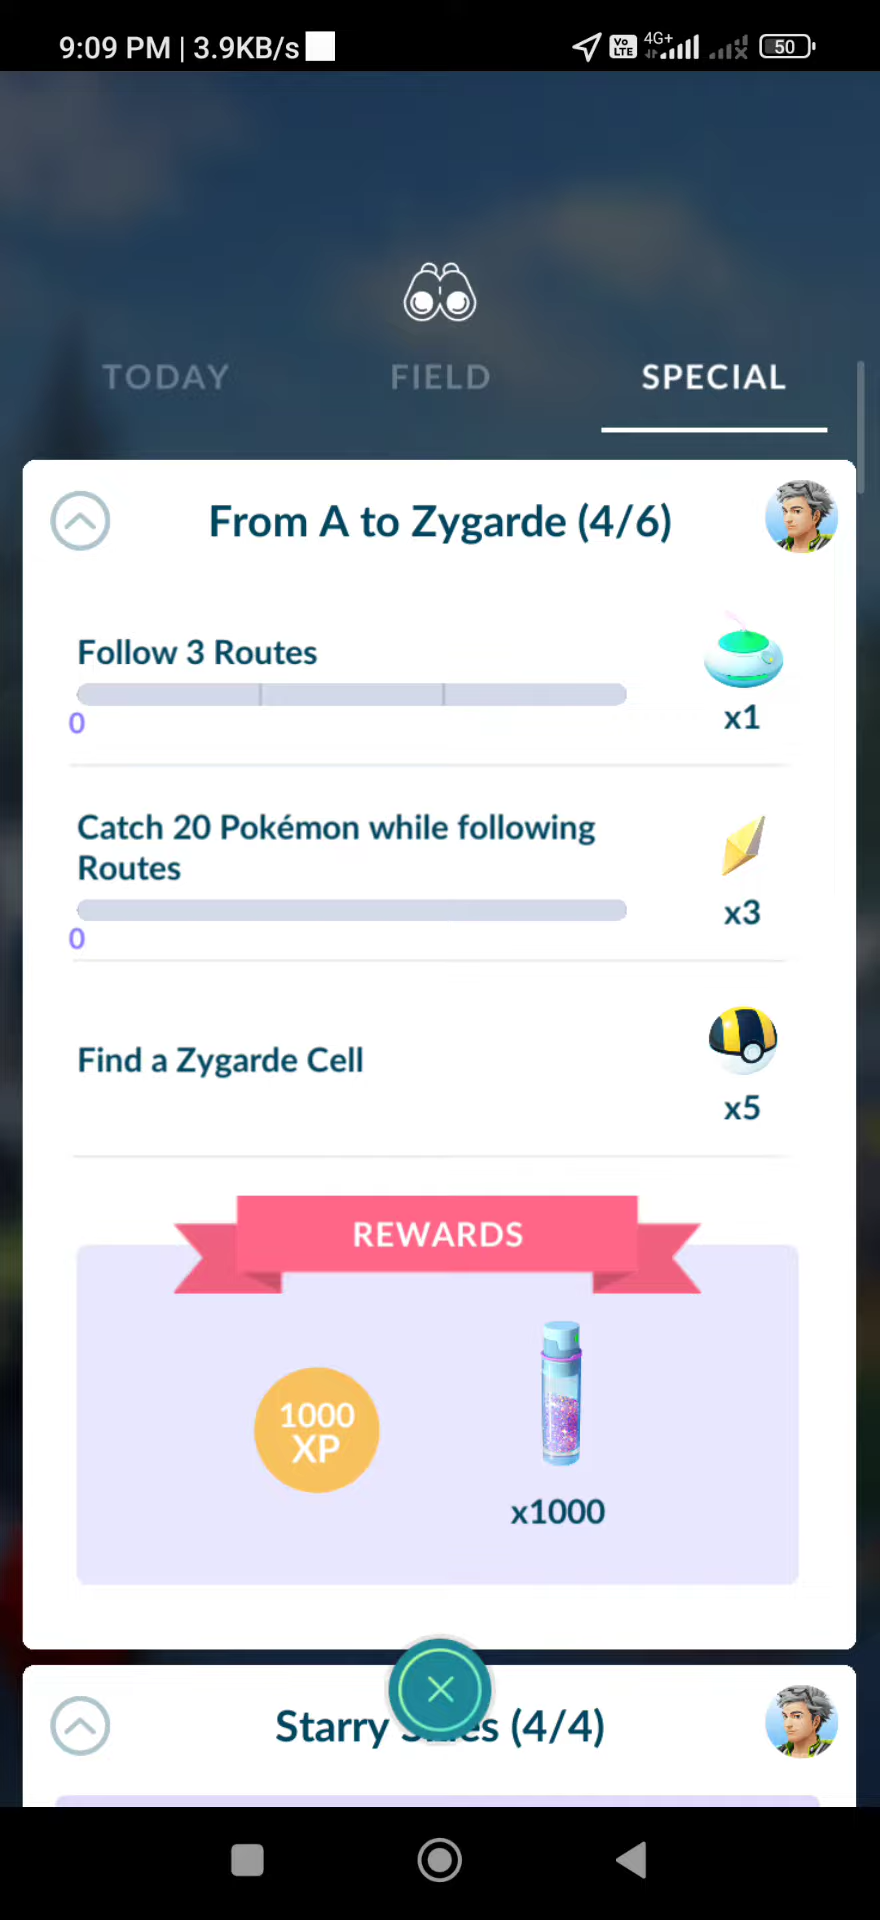 9:09 PM | 3.9KB/s
Vo LTE 4G+ 50
TODAY FIELD SPECIAL
From A to Zygarde (4/6)
Follow 3 Routes
x1
0
Catch 20 Pokémon while following
Routes
x3
0
Find a Zygarde Cell
x5
REWARDS
1000
XP
x1000
Starry (4/4)